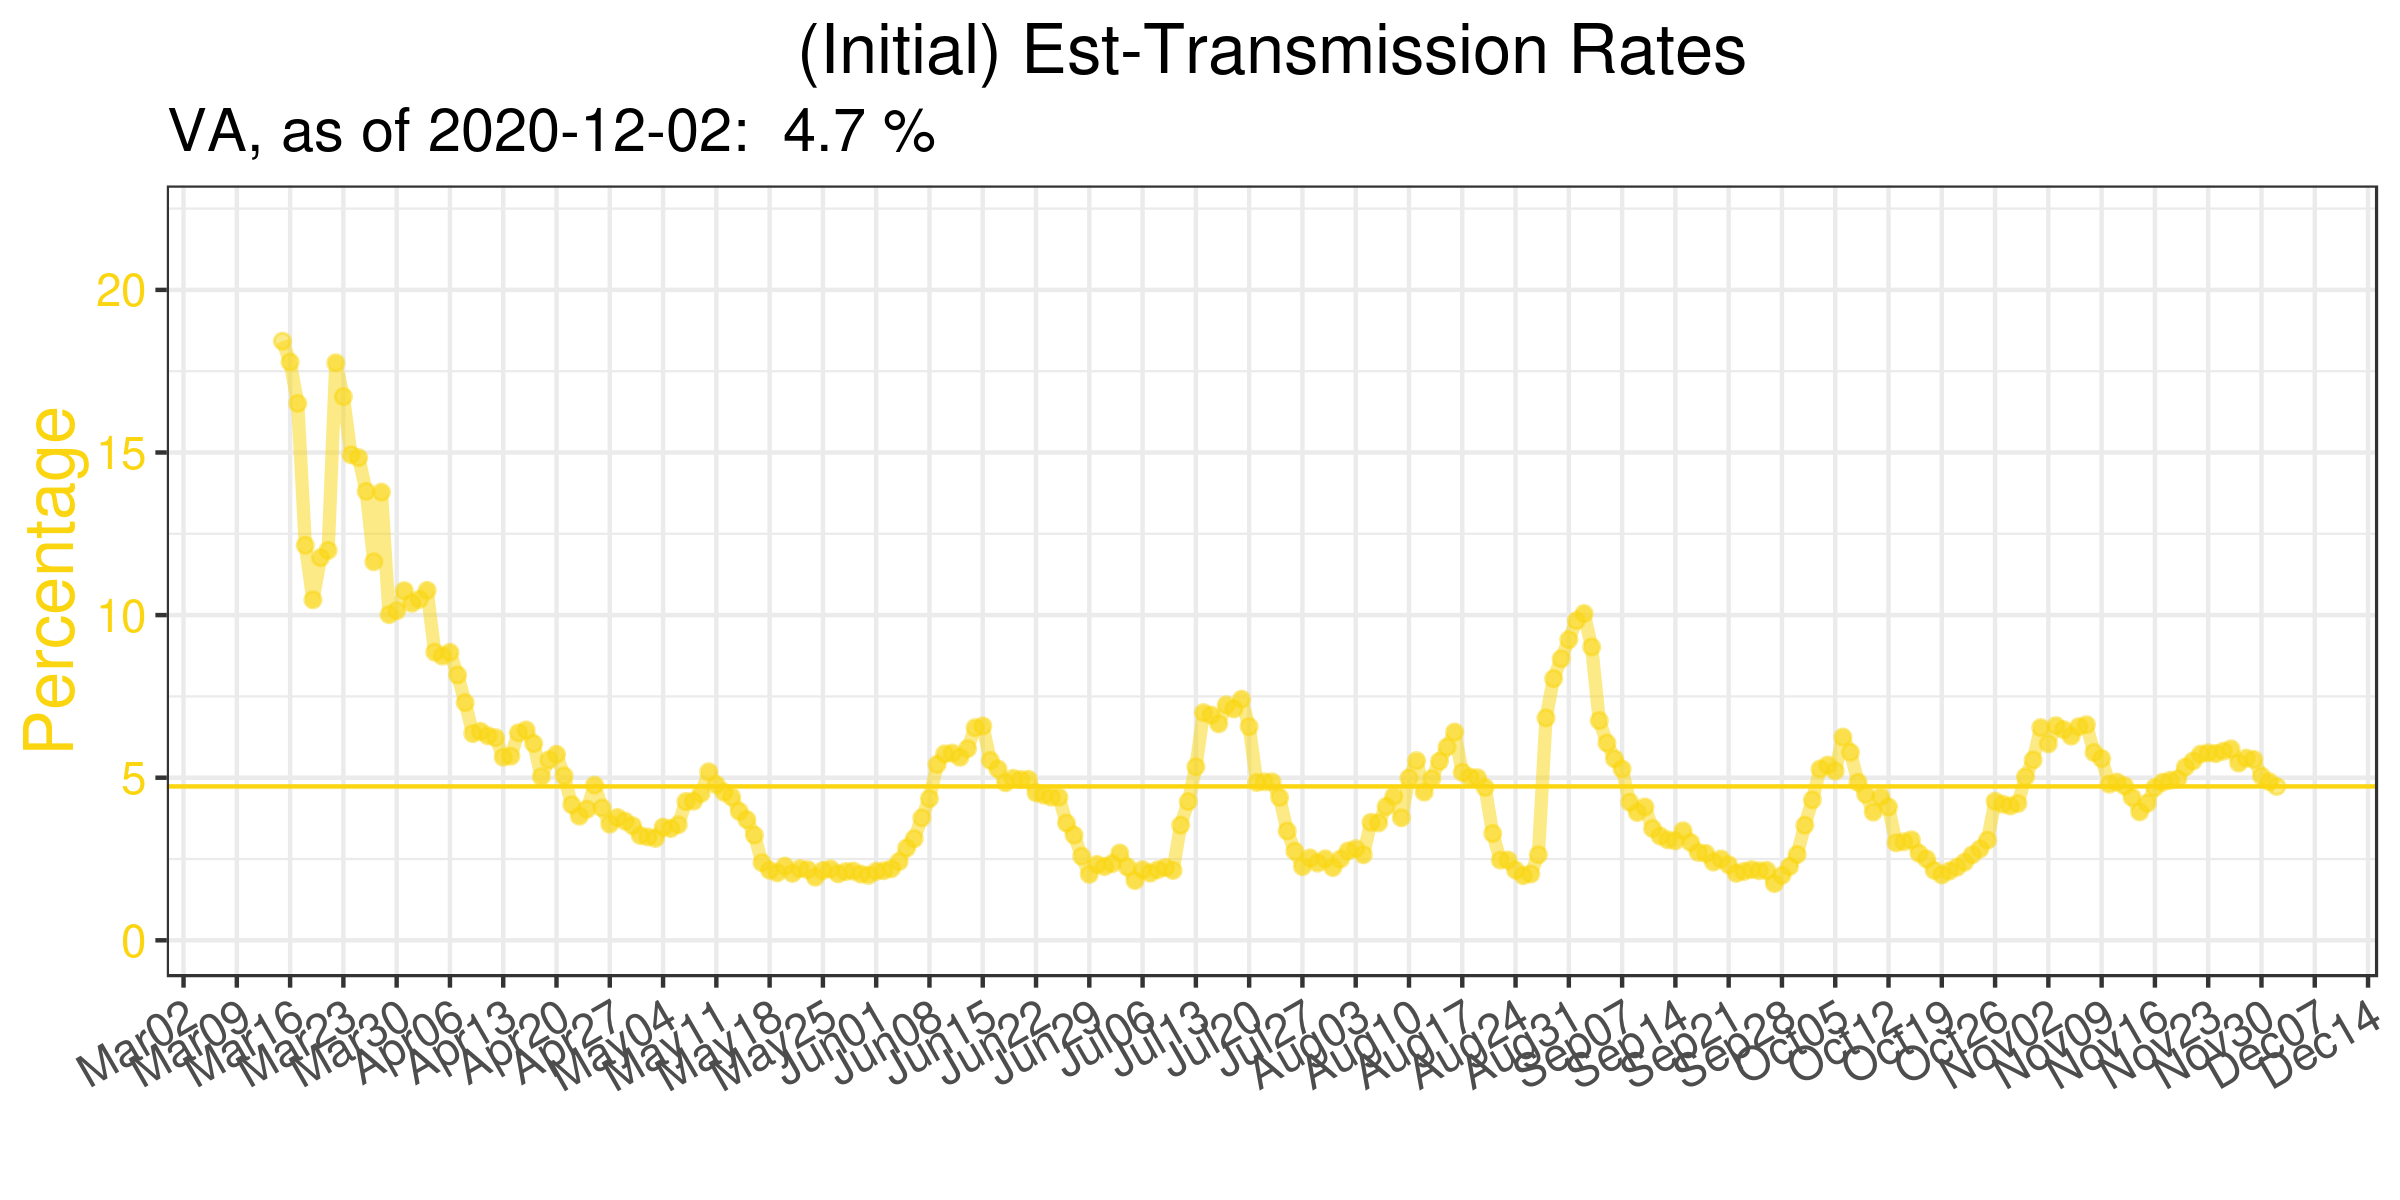 (Initial) Est-Transmission Rates
VA, as of 2020-12-02:  4.7 %
Percentage
20
15
10
5
0
Mar02
Mar09
Mar16
Mar23
Mar30
Apr06
Apr13
Apr20
Apr27
May04
May11
May18
May25
Jun01
Jun08
Jun15
Jun22
Jun29
Jul06
Jul13
Jul20
Jul27
Aug03
Aug10
Aug17
Aug24
Aug31
Sep07
Sep14
Sep21
Sep28
Oct05
Oct12
Oct19
Oct26
Nov02
Nov09
Nov16
Nov23
Nov30
Dec07
Dec14